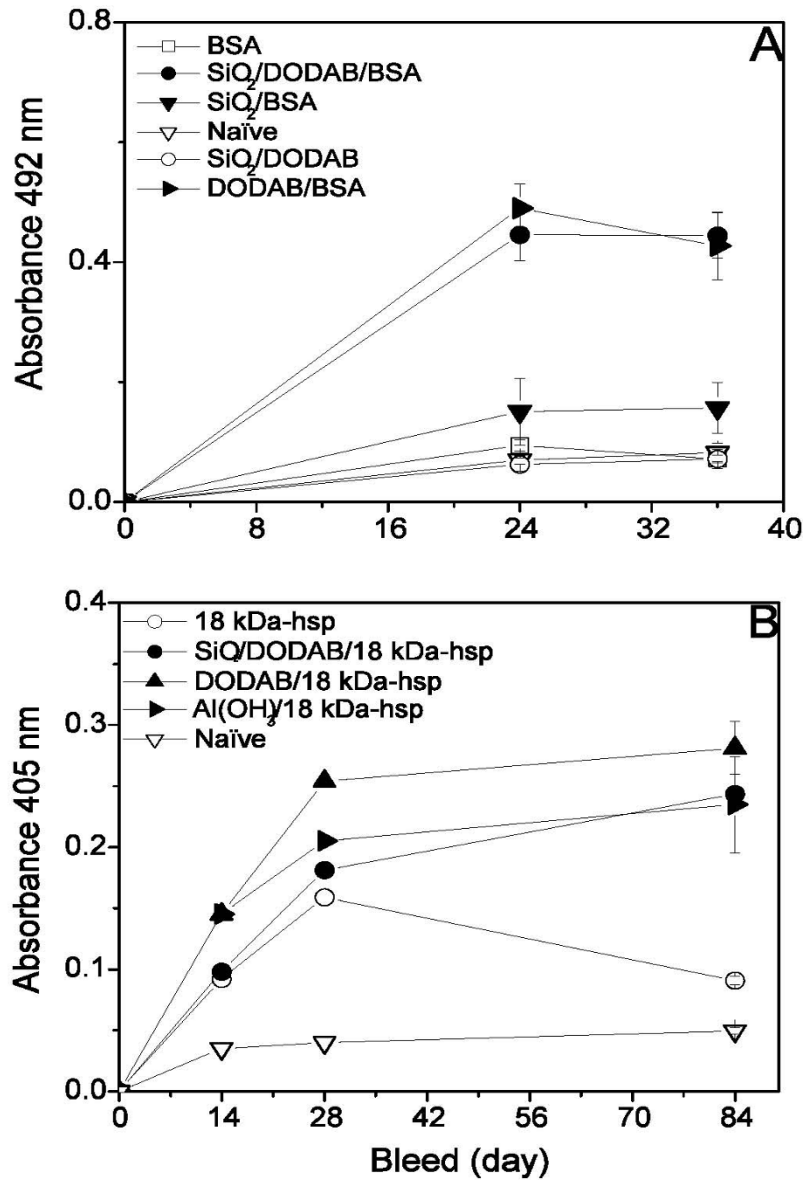 A
0.8
BSA
SiO2/DODAB/BSA
SiO2/BSA
Naïve
SiO2/DODAB
DODAB/BSA
0.4
0.0
Absorbance 492 nm
0 8 16 24 32 40
B
0.4
18 kDa-hsp
SiO2/DODAB/18 kDa-hsp
DODAB/18 kDa-hsp
Al(OH)3/18 kDa-hsp
Naïve
0.3
0.2
0.1
0.0
Absorbance 405 nm
0 14 28 42 56 70 84
Bleed (day)